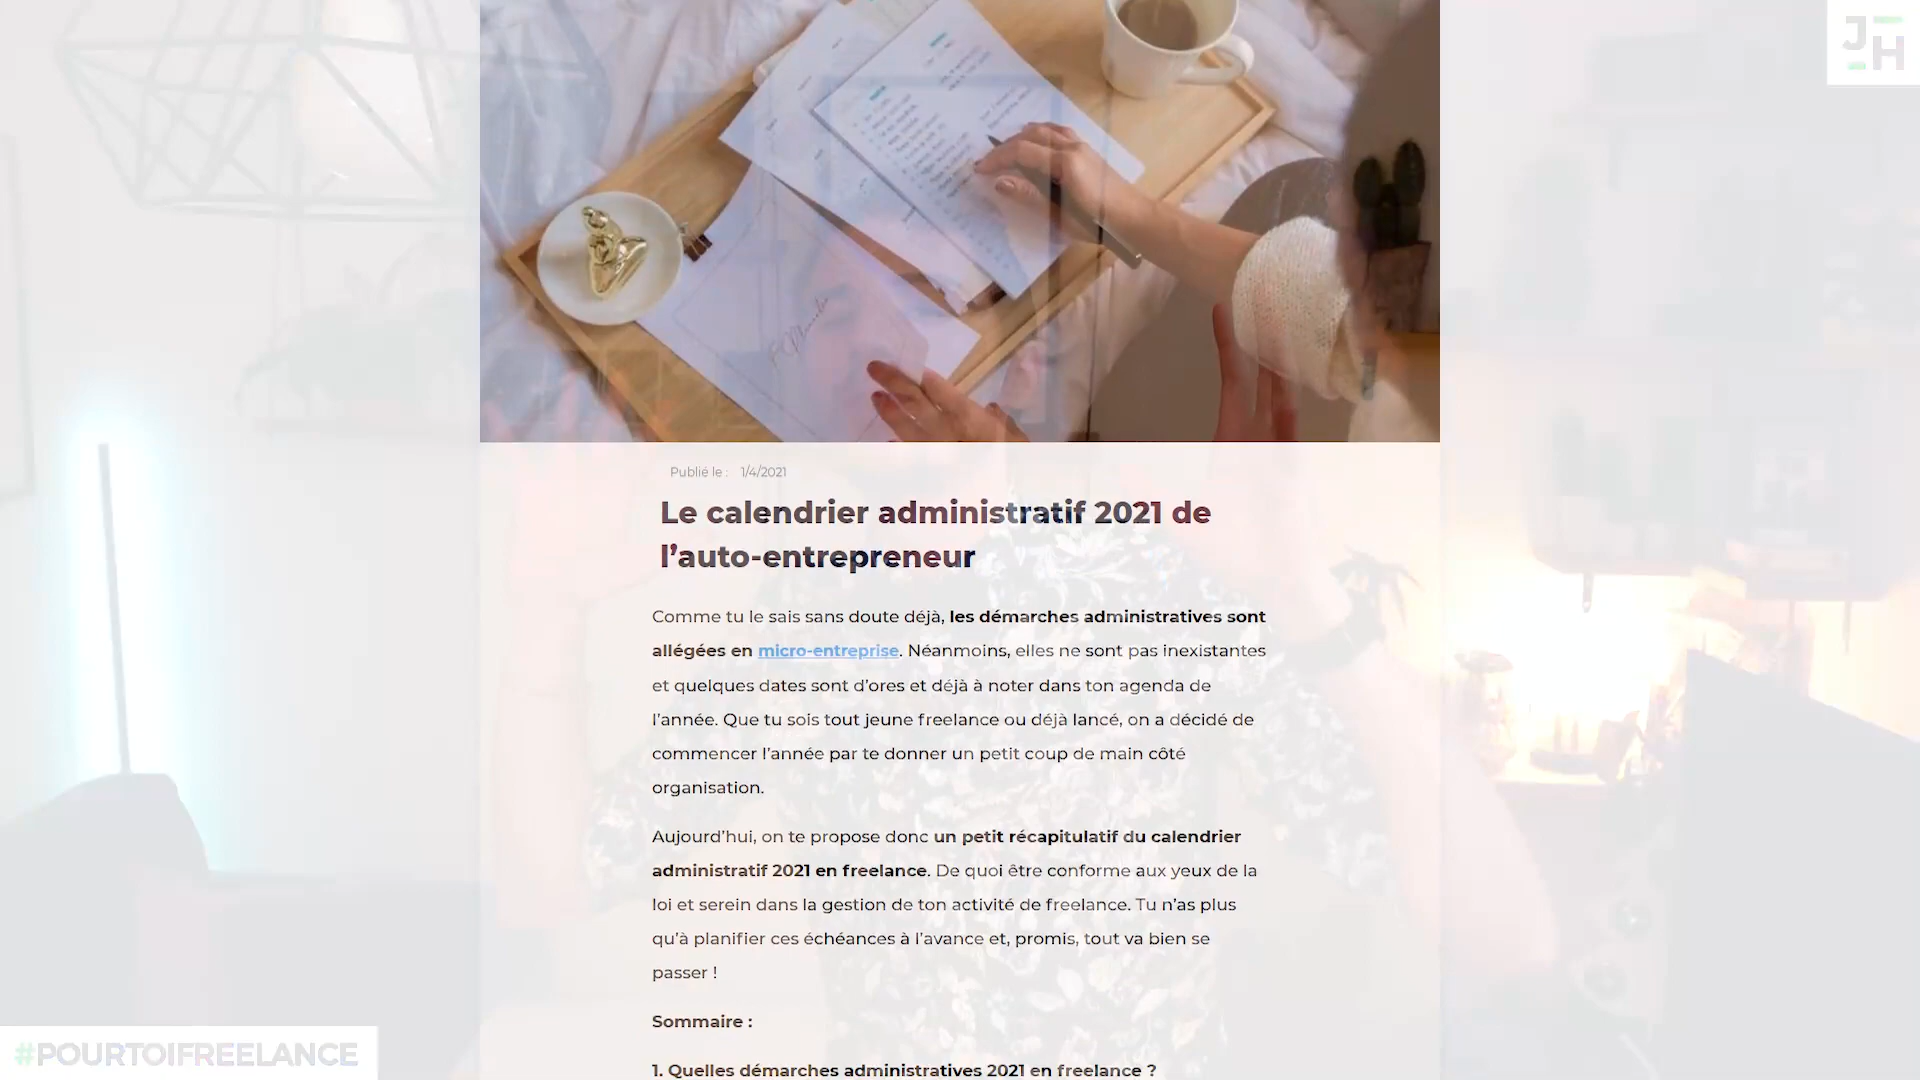 JH
Publié le : 1/4/2021
Le calendrier administratif 2021 de
l’auto-entrepreneur
Comme tu le sais sans doute déjà, les démarches administratives sont
allégées en micro-entreprise. Néanmoins, elles ne sont pas inexistantes
et quelques dates sont d’ores et déjà à noter dans ton agenda de
l’année. Que tu sois tout jeune freelance ou déjà lancé, on a décidé de
commencer l’année par te donner un petit coup de main côté
organisation.
Aujourd’hui, on te propose donc un petit récapitulatif du calendrier
administratif 2021 en freelance. De quoi être conforme aux yeux de la
loi et serein dans la gestion de ton activité de freelance. Tu n’as plus
qu’à planifier ces échéances à l’avance et, promis, tout va bien se
passer !
Sommaire :
1. Quelles démarches administratives 2021 en freelance ?
#POURTOIFREELANCE